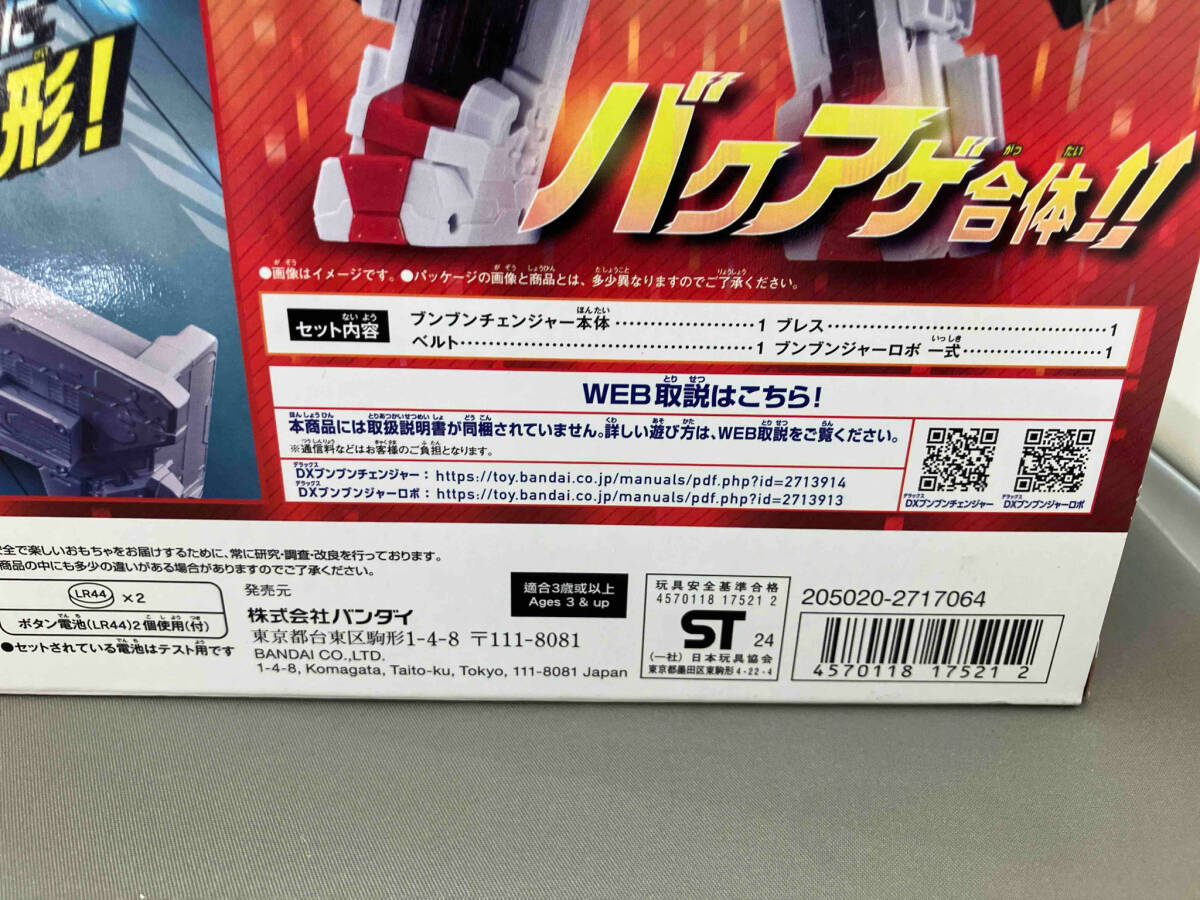 に
形!
バクアゲ合体!!
●画像はイメージです。 ●パッケージの画像と商品とは、多少異なりますのでご了承ください。
セット内容
ブンブンチェンジャー本体…………………1 ブレス……………………………………1
ベルト……………………………………1 ブンブンジャーロボ 一式…………………1
WEB取説はこちら!
本商品には取扱説明書が同梱されていません。詳しい遊び方は、WEB取説をご覧ください。
※通信料などはお客様のご負担となります。
DXブンブンチェンジャー:https://toy.bandai.co.jp/manuals/pdf.php?id=2713914
DXブンブンジャーロボ:https://toy.bandai.co.jp/manuals/pdf.php?id=2713913
DXブンブンチェンジャー DXブンブンジャーロボ
全で楽しいおもちゃをお届けするために、常に研究・調査・改良を行っております。
商品の中にも多少の違いがある場合がありますのでご了承ください。
LR44 ×2
ボタン電池(LR44)2個使用(付)
●セットされている電池はテスト用です
発売元
株式会社バンダイ
東京都台東区駒形1-4-8 〒111-8081
BANDAI CO.,LTD.
1-4-8, Komagata, Taito-ku, Tokyo, 111-8081 Japan
適合3歳或以上
Ages 3 & up
玩具安全基準合格
4570118 17521 2
ST 24
(一社)日本玩具協会
東京都墨田区東駒形4-22-4
205020-2717064
4570118 17521 2